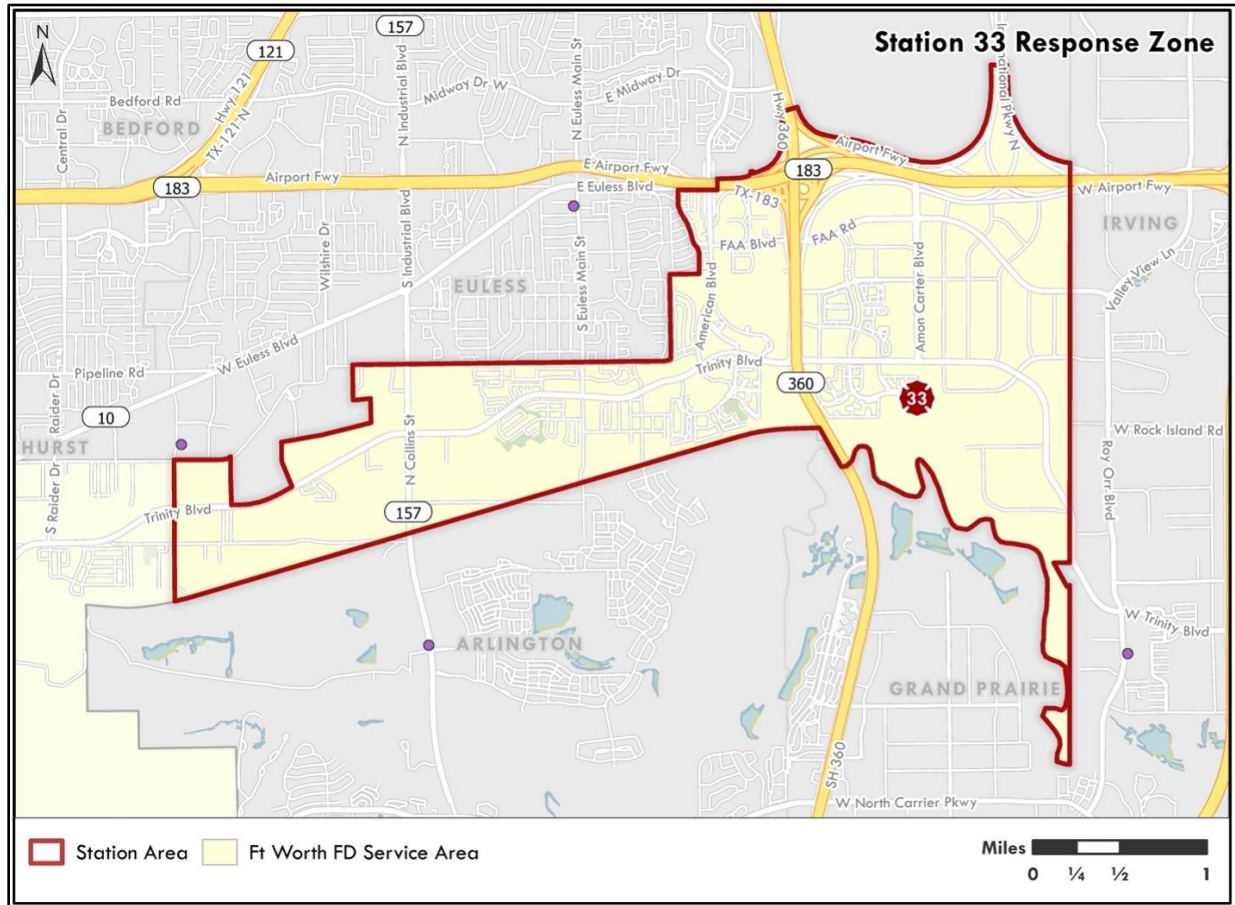 Station 33 Response Zone
N
157
121
Hwy 121
TX-121 N
Bedford Rd
BEDFORD
Central Dr
N Industrial Blvd
Midway Dr W
N Euless Main St
E Midway Dr
Hwy 360
International Pkwy N
Airport Fwy
183
Airport Fwy
E Airport Fwy
E Euless Blvd
TX-183
183
W Airport Fwy
IRVING
Wilshire Dr
S Industrial Blvd
EULESS
S Euless Main St
FAA Blvd
FAA Rd
American Blvd
Amon Carter Blvd
Valley View Ln
W Euless Blvd
Pipeline Rd
Trinity Blvd
360
33
10
HURST
Raider Dr
S Raider Dr
N Collins St
W Rock Island Rd
Roy Orr Blvd
Trinity Blvd
157
ARLINGTON
W Trinity Blvd
GRAND PRAIRIE
SH 360
W North Carrier Pkwy
Station Area
Ft Worth FD Service Area
Miles
0 ¼ ½ 1